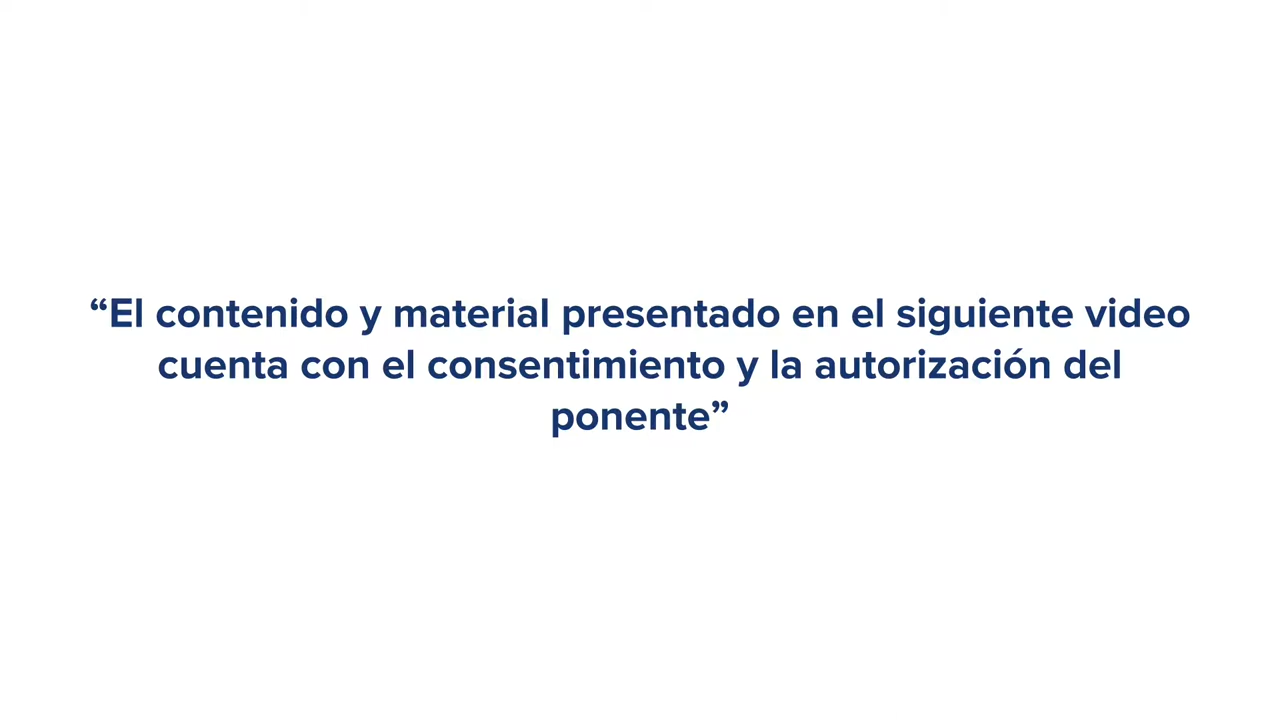 “El contenido y material presentado en el siguiente video
cuenta con el consentimiento y la autorización del
ponente”